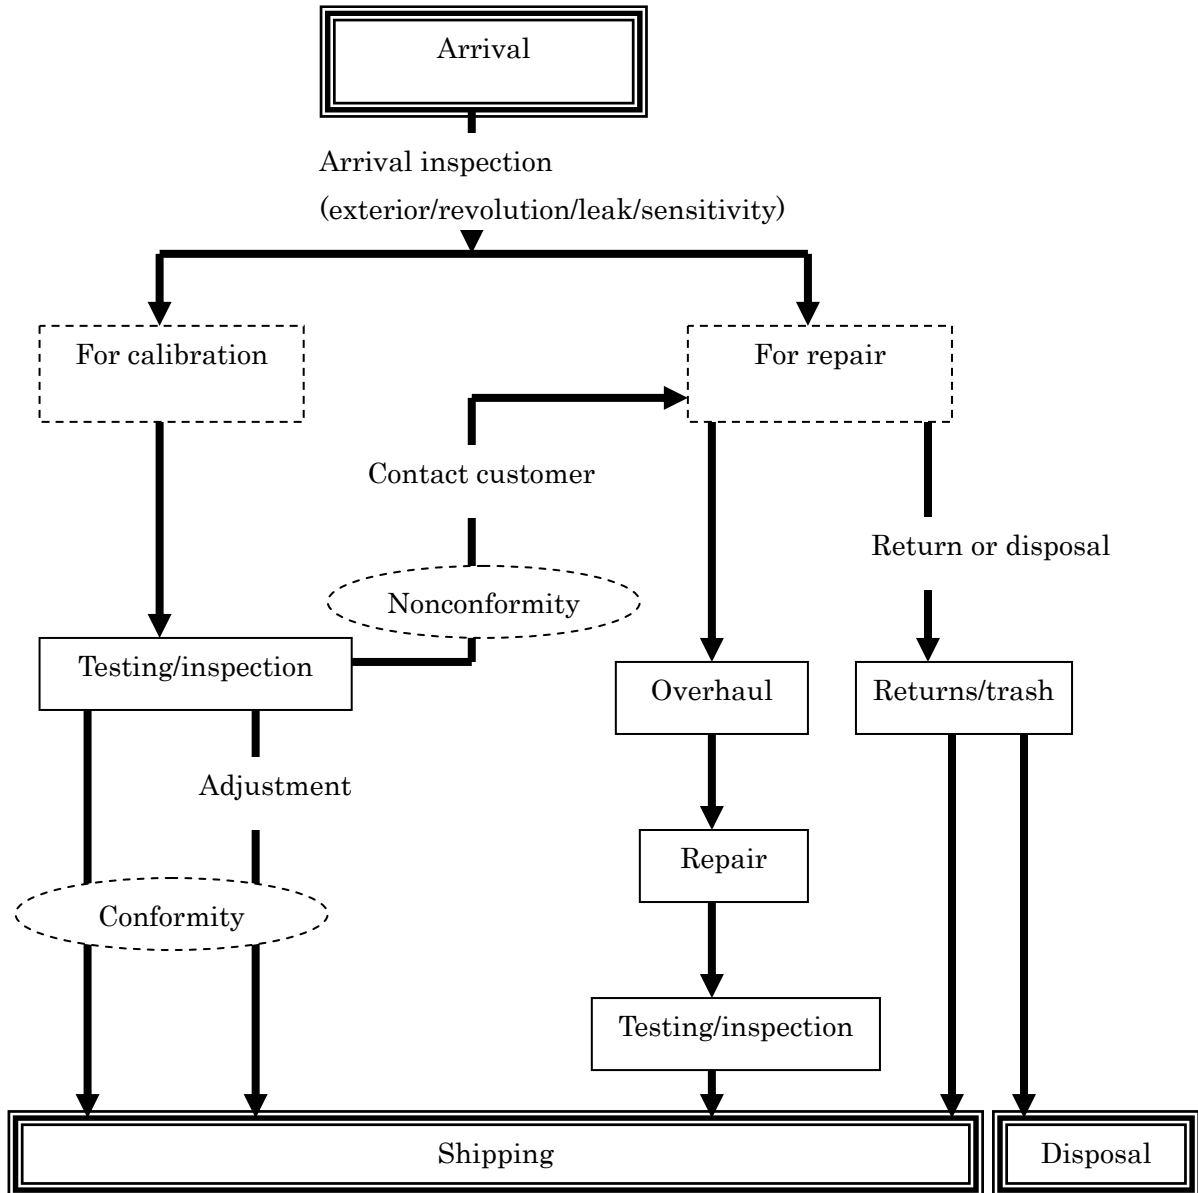 Arrival
Arrival inspection
(exterior/revolution/leak/sensitivity)
For calibration
For repair
Contact customer
Return or disposal
Nonconformity
Testing/inspection
Overhaul
Returns/trash
Adjustment
Repair
Conformity
Testing/inspection
Shipping
Disposal